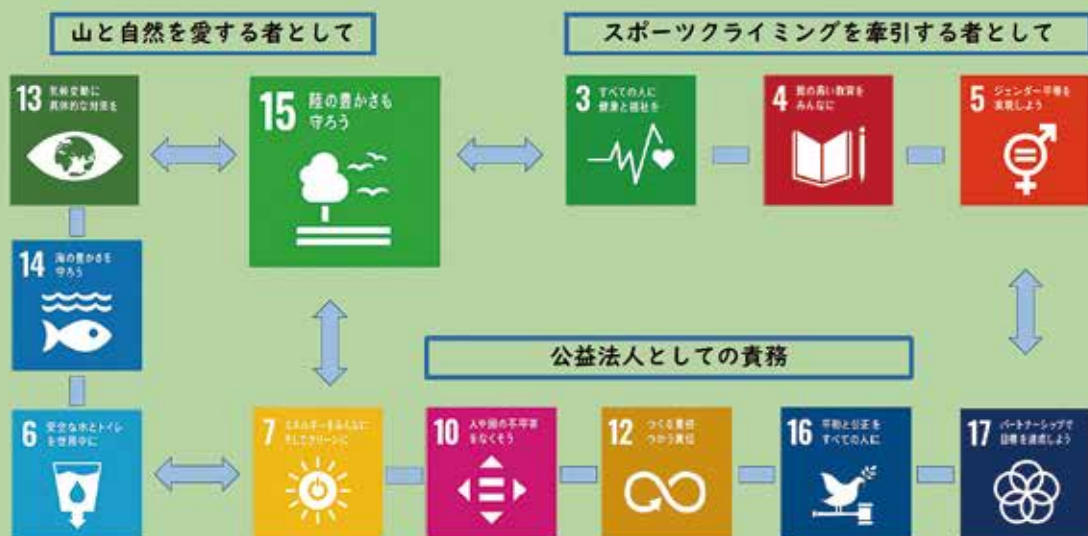 山と自然を愛する者として
スポーツクライミングを牽引する者として
13 気候変動に
具体的な対策を
15 陸の豊かさも
守ろう
3 すべての人に
健康と福祉を
4 質の高い教育を
みんなに
5 ジェンダー平等を
実現しよう
14 海の豊かさを
守ろう
公益法人としての責務
6 安全な水とトイレ
を世界中に
7 エネルギーをみんなに
そしてクリーンに
10 人や国の不平等
をなくそう
12 つくる責任
つかう責任
16 平和と公正を
すべての人に
17 パートナーシップで
目標を達成しよう